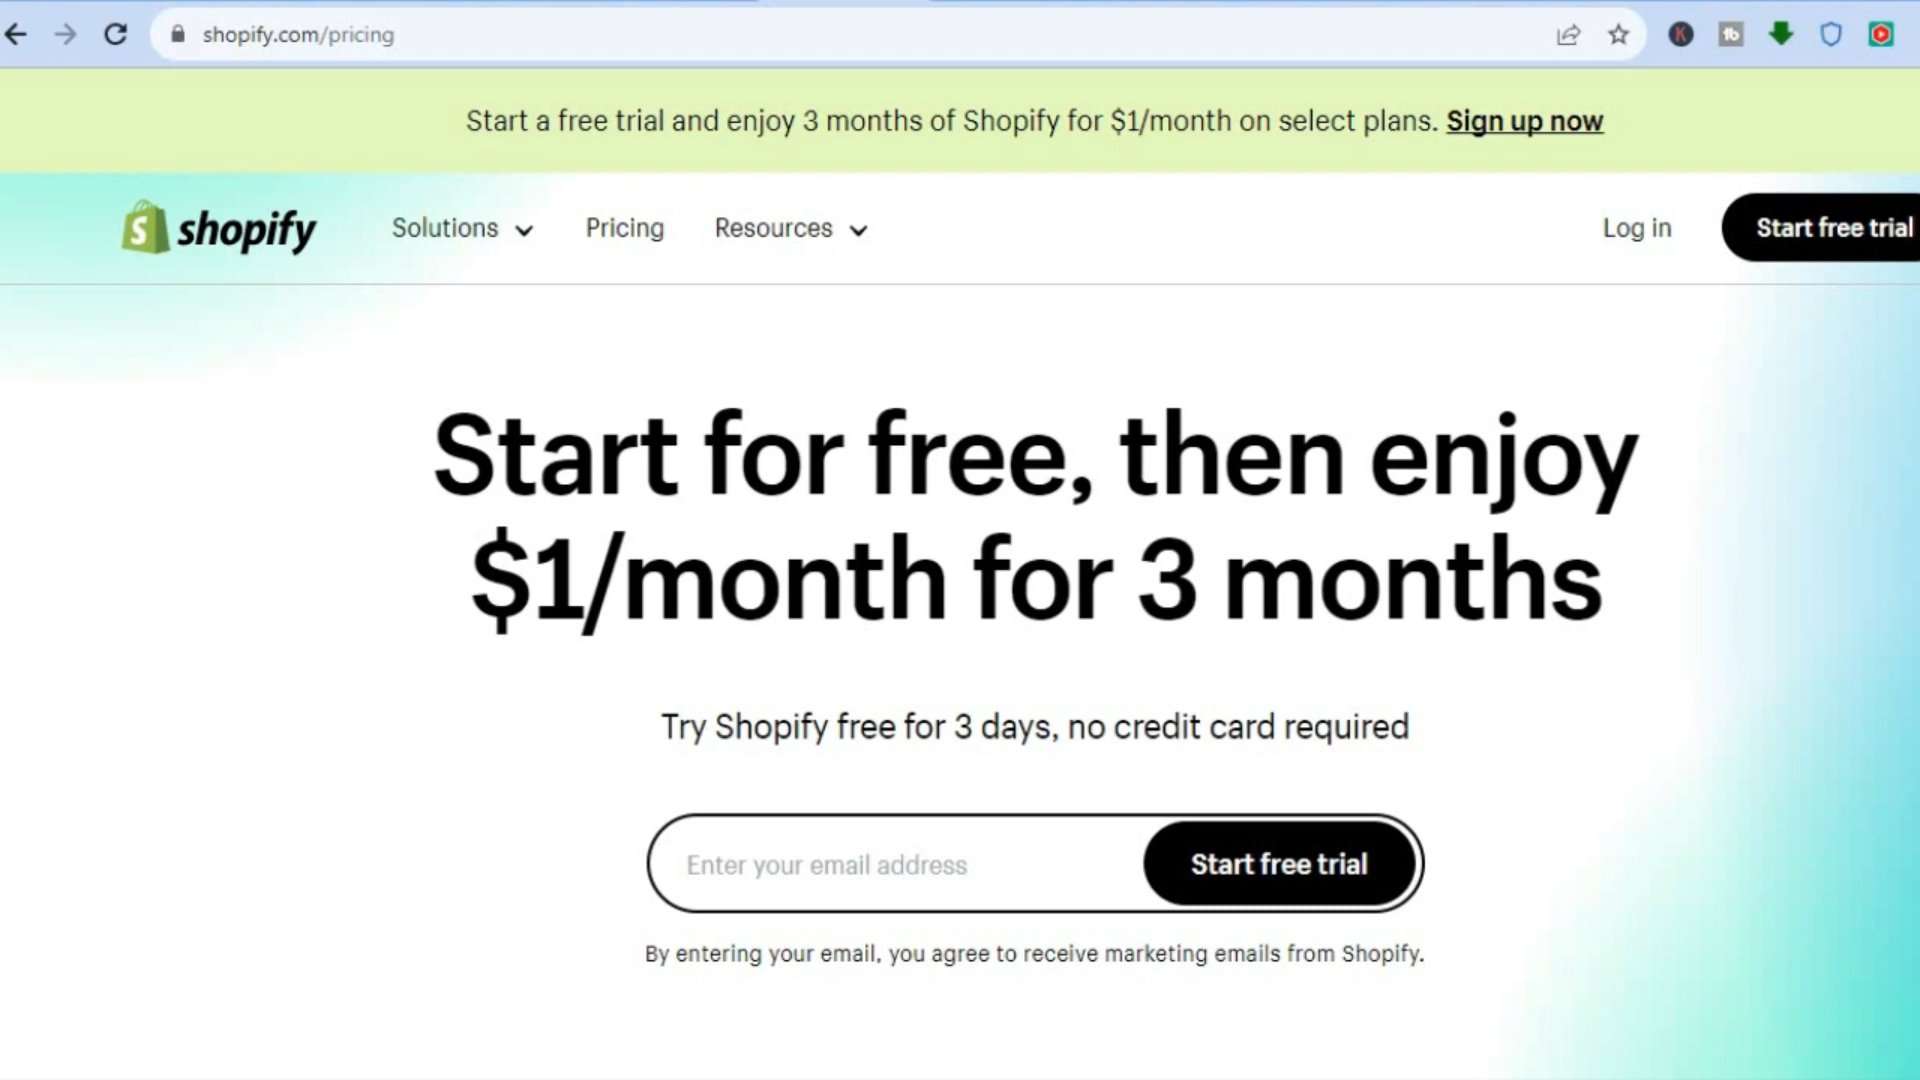 shopify.com/pricing
Start a free trial and enjoy 3 months of Shopify for $1/month on select plans. Sign up now
shopify Solutions Pricing Resources Log in Start free trial
Start for free, then enjoy
$1/month for 3 months
Try Shopify free for 3 days, no credit card required
Enter your email address Start free trial
By entering your email, you agree to receive marketing emails from Shopify.